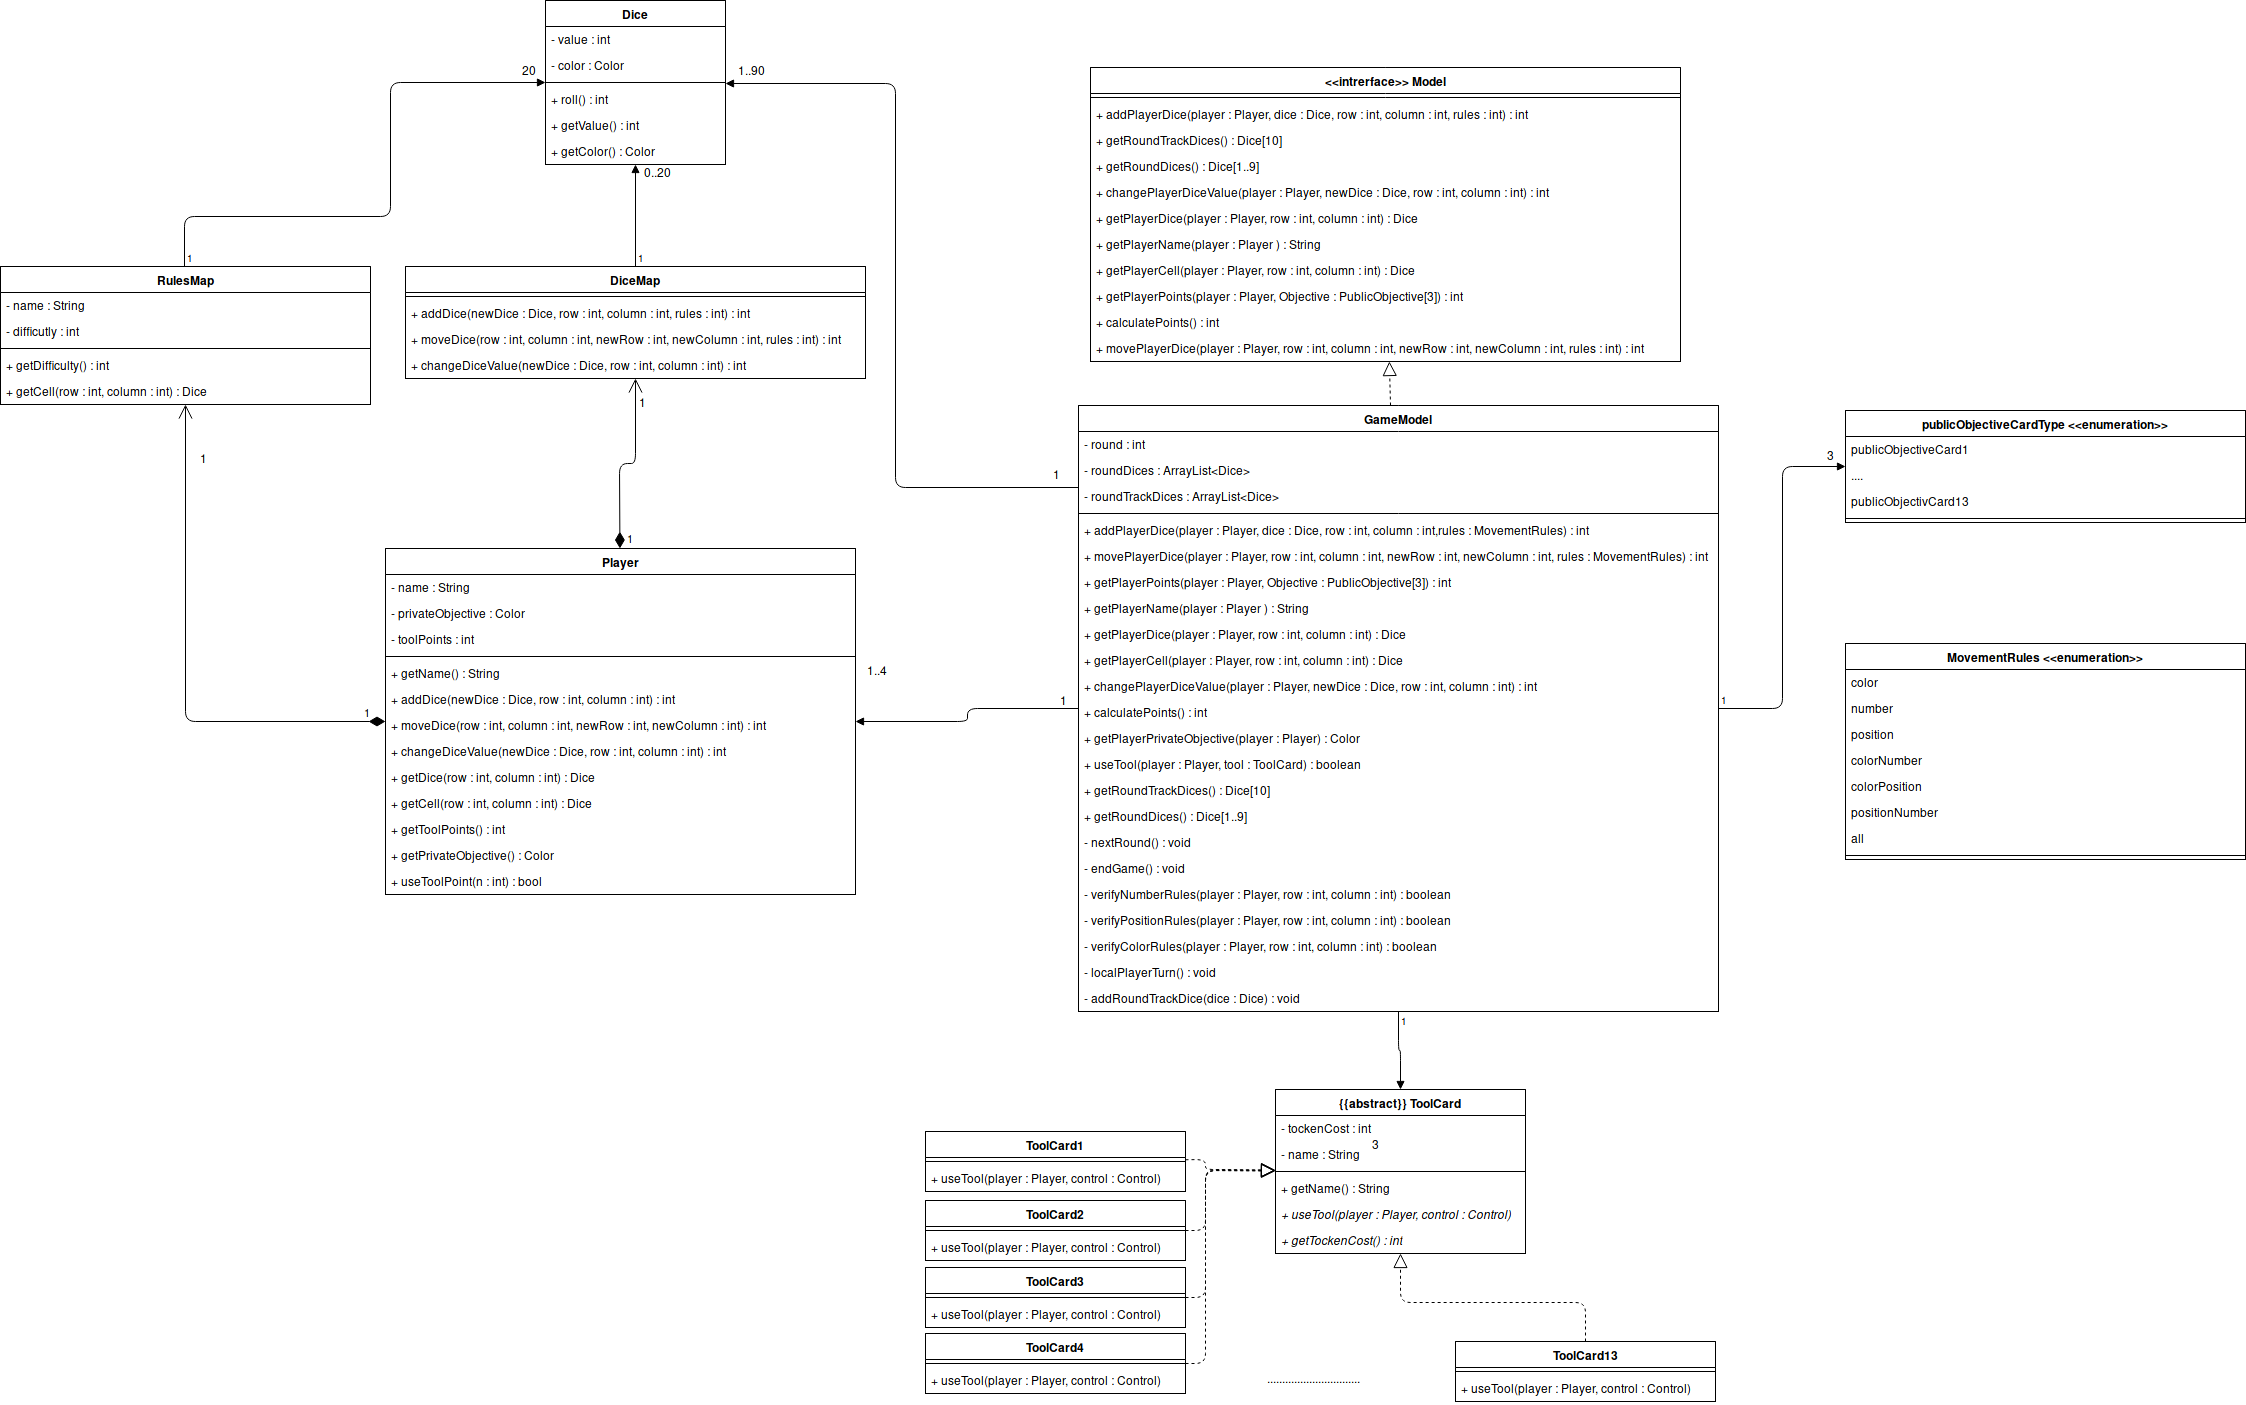 Dice
- value : int
- color : Color
+ roll() : int
+ getValue() : int
+ getColor() : Color
20
1..90
0..20
1
1
<<intrerface>> Model
+ addPlayerDice(player : Player, dice : Dice, row : int, column : int, rules : int) : int
+ getRoundTrackDices() : Dice[10]
+ getRoundDices() : Dice[1..9]
+ changePlayerDiceValue(player : Player, newDice : Dice, row : int, column : int) : int
+ getPlayerDice(player : Player, row : int, column : int) : Dice
+ getPlayerName(player : Player ) : String
+ getPlayerCell(player : Player, row : int, column : int) : Dice
+ getPlayerPoints(player : Player, Objective : PublicObjective[3]) : int
+ calculatePoints() : int
+ movePlayerDice(player : Player, row : int, column : int, newRow : int, newColumn : int, rules : int) : int
RulesMap
- name : String
- difficutly : int
+ getDifficulty() : int
+ getCell(row : int, column : int) : Dice
1
DiceMap
+ addDice(newDice : Dice, row : int, column : int, rules : int) : int
+ moveDice(row : int, column : int, newRow : int, newColumn : int, rules : int) : int
+ changeDiceValue(newDice : Dice, row : int, column : int) : int
1
1
1
Player
- name : String
- privateObjective : Color
- toolPoints : int
+ getName() : String
+ addDice(newDice : Dice, row : int, column : int) : int
+ moveDice(row : int, column : int, newRow : int, newColumn : int) : int
+ changeDiceValue(newDice : Dice, row : int, column : int) : int
+ getDice(row : int, column : int) : Dice
+ getCell(row : int, column : int) : Dice
+ getToolPoints() : int
+ getPrivateObjective() : Color
+ useToolPoint(n : int) : bool
1..4
1
1
GameModel
- round : int
- roundDices : ArrayList<Dice>
- roundTrackDices : ArrayList<Dice>
+ addPlayerDice(player : Player, dice : Dice, row : int, column : int,rules : MovementRules) : int
+ movePlayerDice(player : Player, row : int, column : int, newRow : int, newColumn : int, rules : MovementRules) : int
+ getPlayerPoints(player : Player, Objective : PublicObjective[3]) : int
+ getPlayerName(player : Player ) : String
+ getPlayerDice(player : Player, row : int, column : int) : Dice
+ getPlayerCell(player : Player, row : int, column : int) : Dice
+ changePlayerDiceValue(player : Player, newDice : Dice, row : int, column : int) : int
+ calculatePoints() : int
+ getPlayerPrivateObjective(player : Player) : Color
+ useTool(player : Player, tool : ToolCard) : boolean
+ getRoundTrackDices() : Dice[10]
+ getRoundDices() : Dice[1..9]
- nextRound() : void
- endGame() : void
- verifyNumberRules(player : Player, row : int, column : int) : boolean
- verifyPositionRules(player : Player, row : int, column : int) : boolean
- verifyColorRules(player : Player, row : int, column : int) : boolean
- localPlayerTurn() : void
- addRoundTrackDice(dice : Dice) : void
3
1
publicObjectiveCardType <<enumeration>>
publicObjectiveCard1
....
publicObjectivCard13
MovementRules <<enumeration>>
color
number
position
colorNumber
colorPosition
positionNumber
all
1
{{abstract}} ToolCard
- tockenCost : int
3
- name : String
+ getName() : String
+ useTool(player : Player, control : Control)
+ getTockenCost() : int
ToolCard1
+ useTool(player : Player, control : Control)
ToolCard2
+ useTool(player : Player, control : Control)
ToolCard3
+ useTool(player : Player, control : Control)
ToolCard4
+ useTool(player : Player, control : Control)
...............................
ToolCard13
+ useTool(player : Player, control : Control)